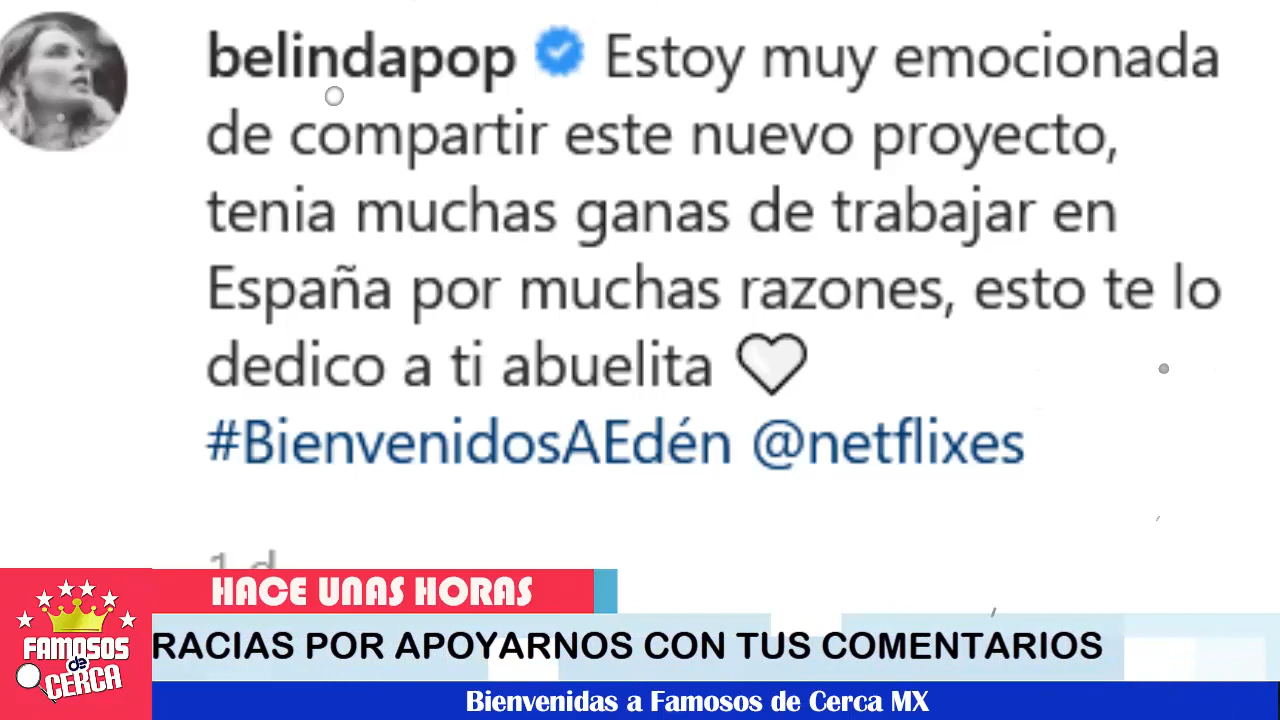 belindapop Estoy muy emocionada
de compartir este nuevo proyecto,
tenia muchas ganas de trabajar en
España por muchas razones, esto te lo
dedico a ti abuelita
#BienvenidosAEdén @netflixes
1 d
HACE UNAS HORAS
FAMOSOS
de
CERCA
RACIAS POR APOYARNOS CON TUS COMENTARIOS
Bienvenidas a Famosos de Cerca MX